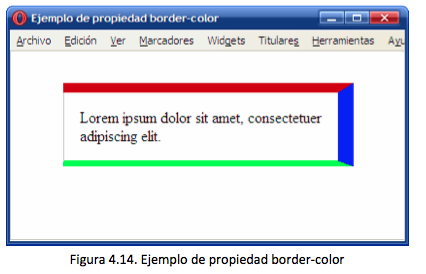 Ejemplo de propiedad border-color
Archivo Edición Ver Marcadores Widgets Titulares Herramientas Ayu
Lorem ipsum dolor sit amet, consectetuer
adipiscing elit.
Figura 4.14. Ejemplo de propiedad border-color